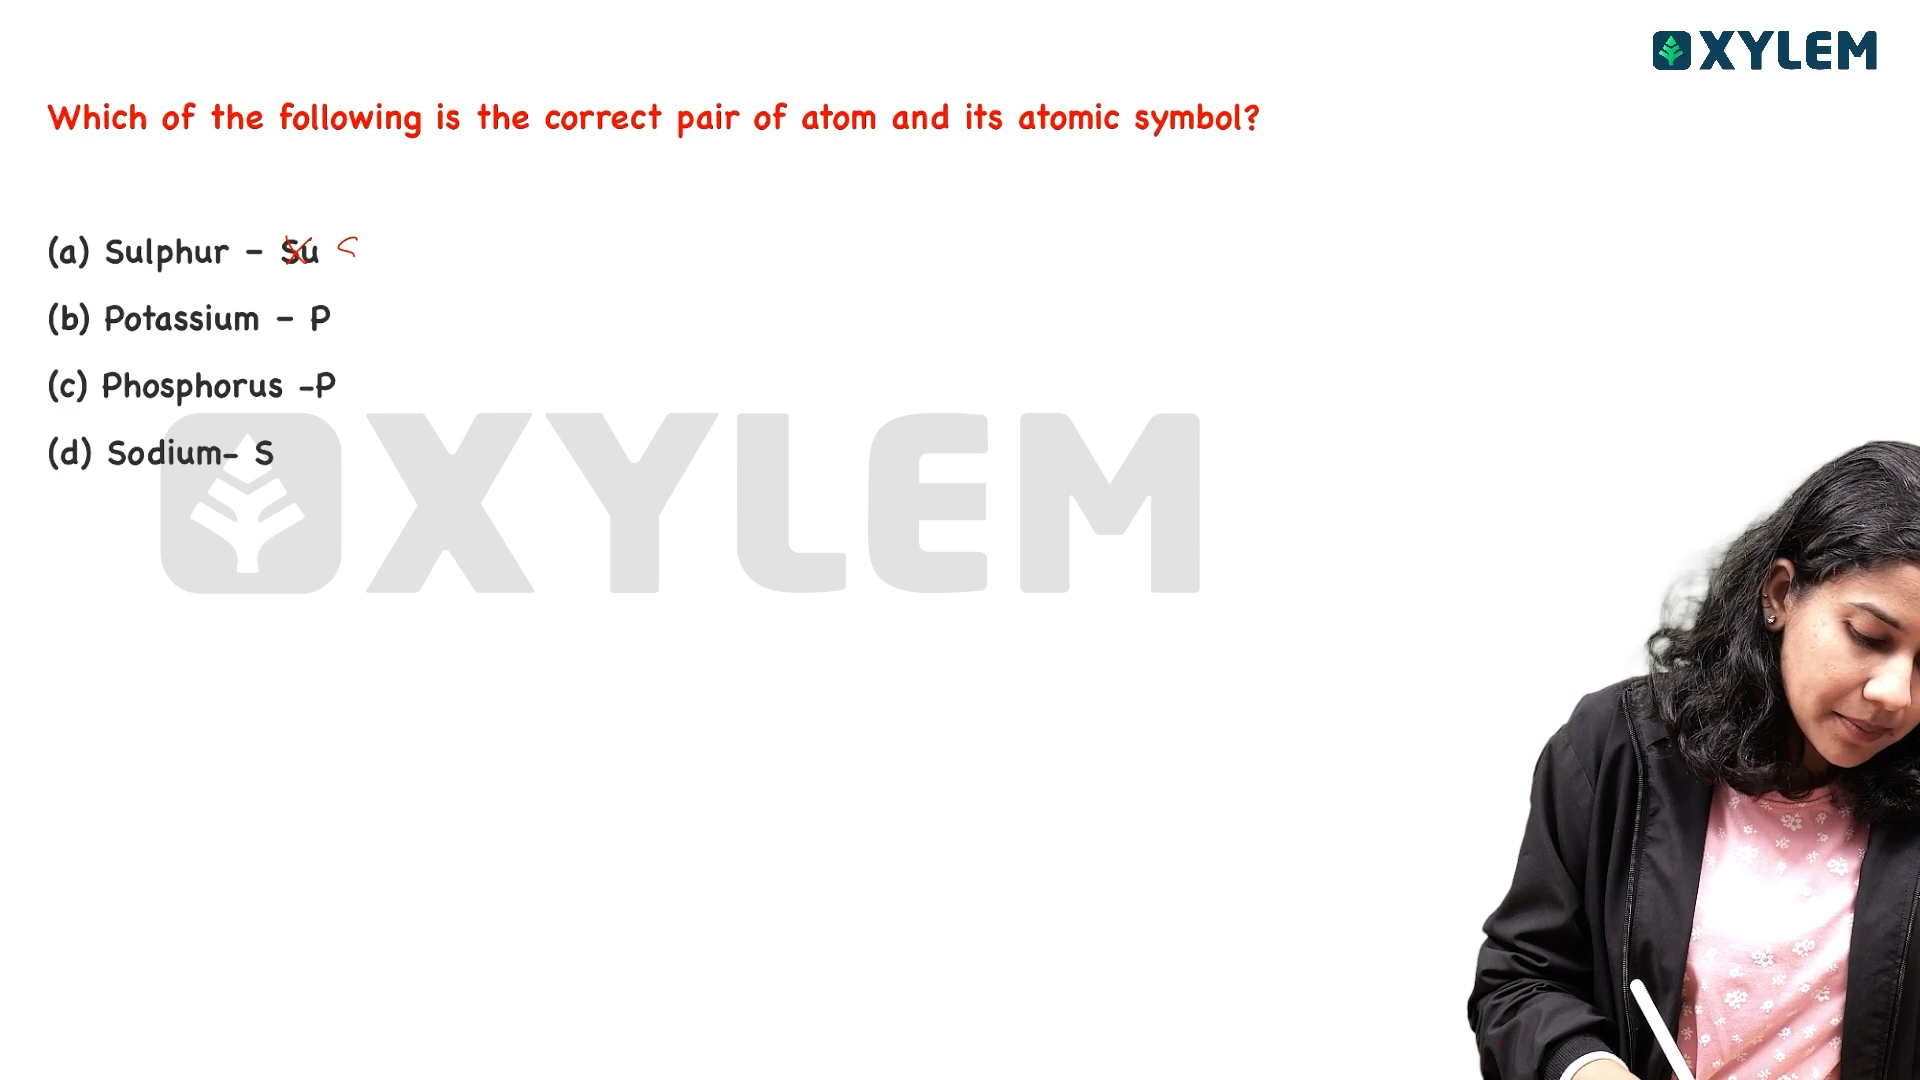 XYLEM
Which of the following is the correct pair of atom and its atomic symbol?
(a) Sulphur - Su S
(b) Potassium - P
(c) Phosphorus -P
(d) Sodium- S
XYLEM